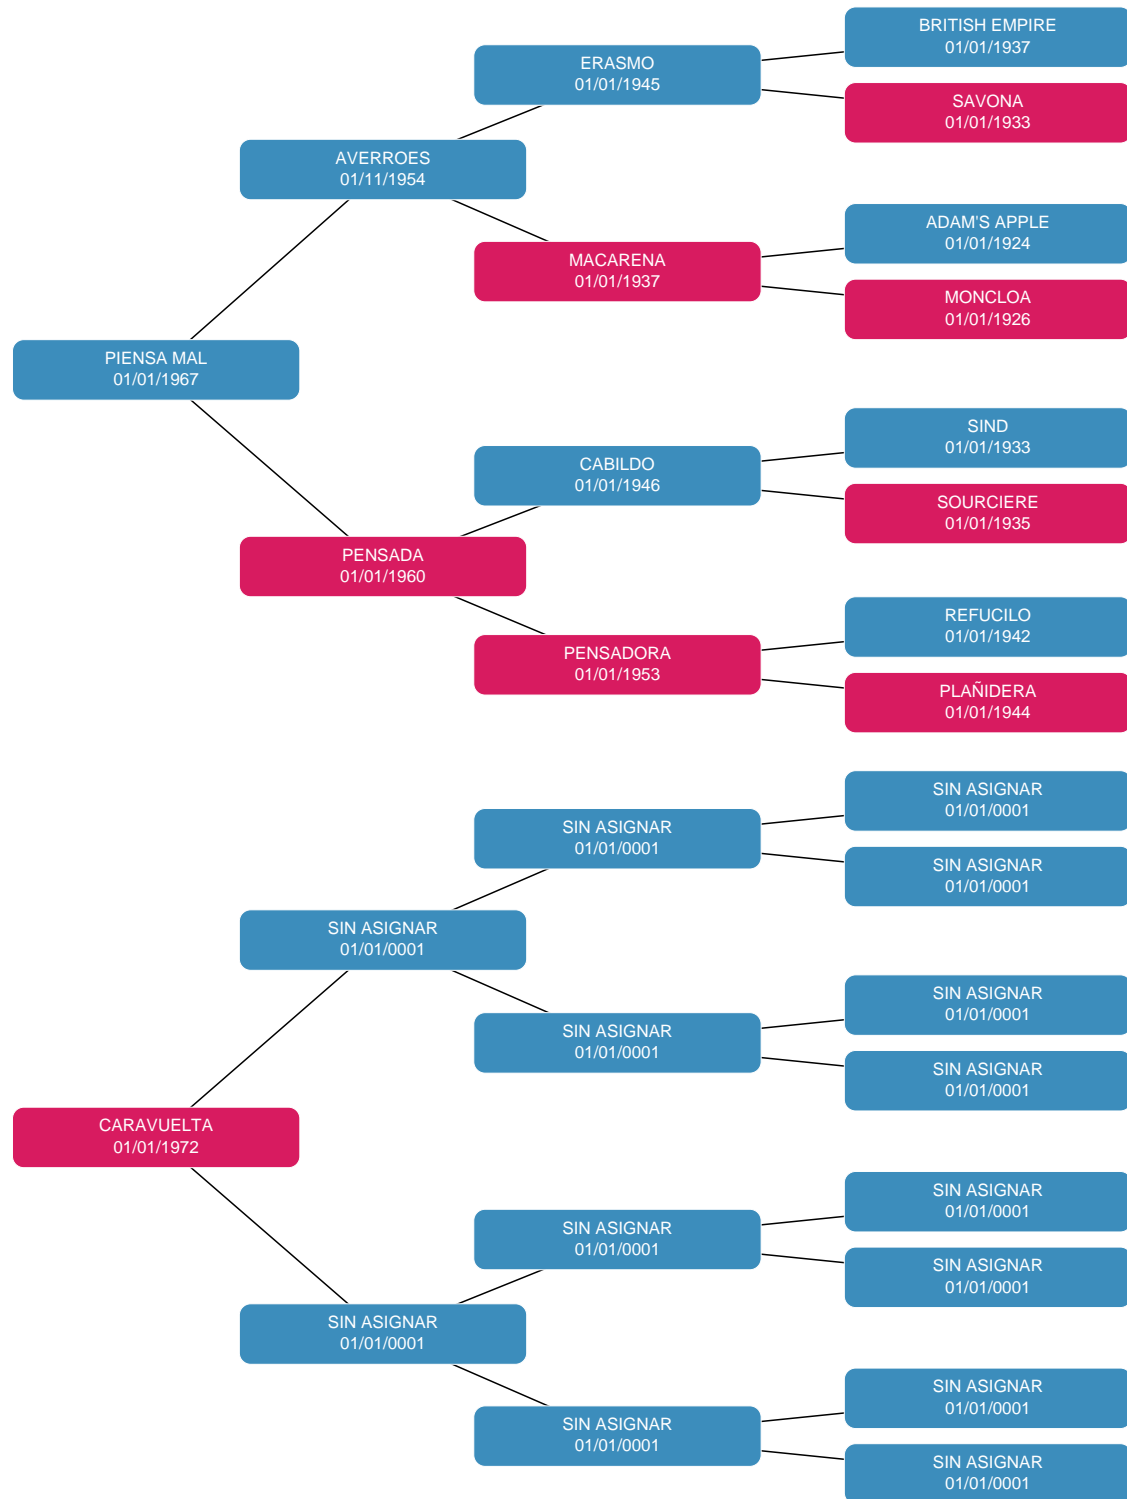 BRITISH EMPIRE
01/01/1937
ERASMO
01/01/1945
SAVONA
01/01/1933
AVERROES
01/11/1954
ADAM'S APPLE
01/01/1924
MACARENA
01/01/1937
MONCLOA
01/01/1926
PIENSA MAL
01/01/1967
SIND
01/01/1933
CABILDO
01/01/1946
SOURCIERE
01/01/1935
PENSADA
01/01/1960
REFUCILO
01/01/1942
PENSADORA
01/01/1953
PLAÑIDERA
01/01/1944
SIN ASIGNAR
01/01/0001
SIN ASIGNAR
01/01/0001
SIN ASIGNAR
01/01/0001
SIN ASIGNAR
01/01/0001
SIN ASIGNAR
01/01/0001
SIN ASIGNAR
01/01/0001
SIN ASIGNAR
01/01/0001
CARAVUELTA
01/01/1972
SIN ASIGNAR
01/01/0001
SIN ASIGNAR
01/01/0001
SIN ASIGNAR
01/01/0001
SIN ASIGNAR
01/01/0001
SIN ASIGNAR
01/01/0001
SIN ASIGNAR
01/01/0001
SIN ASIGNAR
01/01/0001